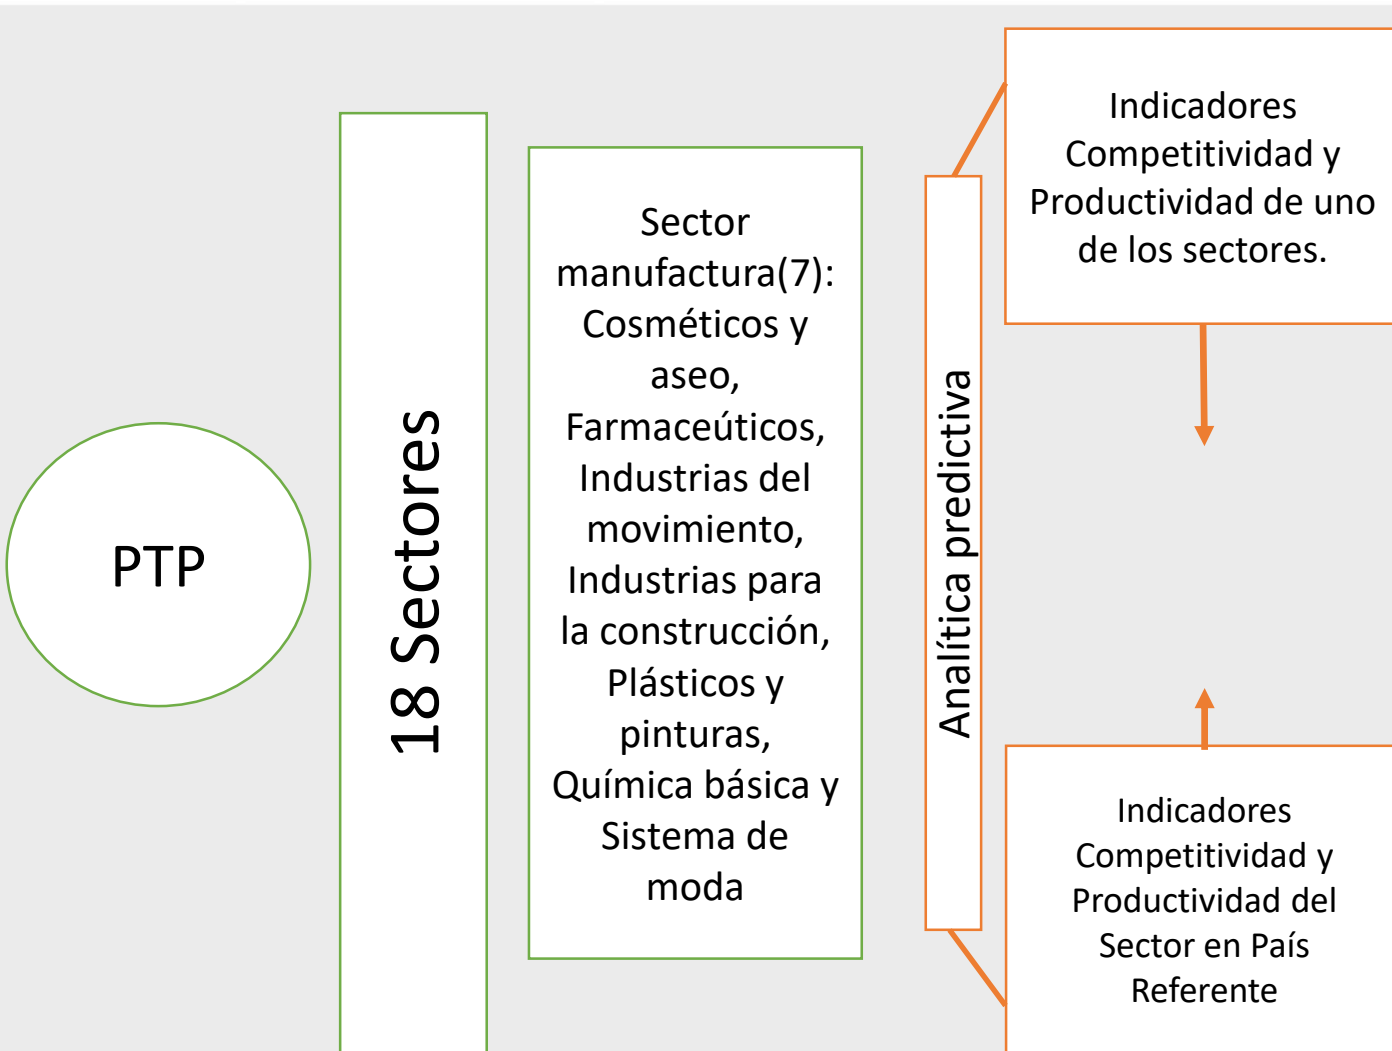 PTP
18 Sectores
Sector
manufactura(7):
Cosméticos y
aseo,
Farmaceúticos,
Industrias del
movimiento,
Industrias para
la construcción,
Plásticos y
pinturas,
Química básica y
Sistema de
moda
Analítica predictiva
Indicadores
Competitividad y
Productividad de uno
de los sectores.
Indicadores
Competitividad y
Productividad del
Sector en País
Referente